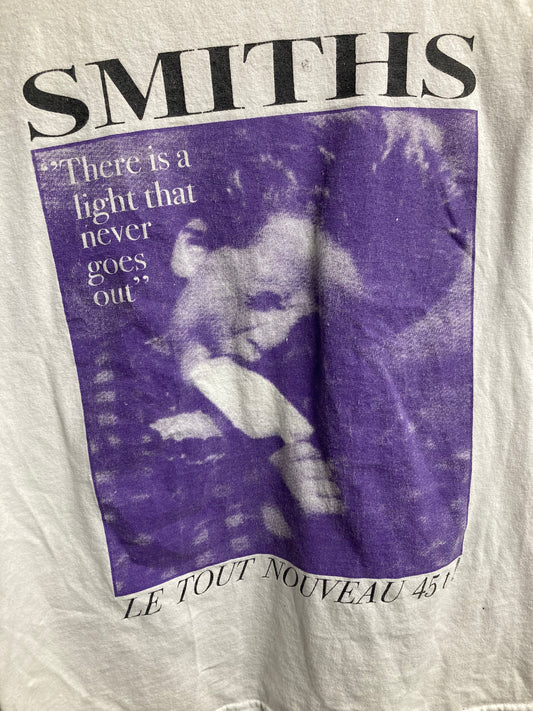 SMITHS
“There is a
light that
never
goes
out”
LE TOUT NOUVEAU 45 t.